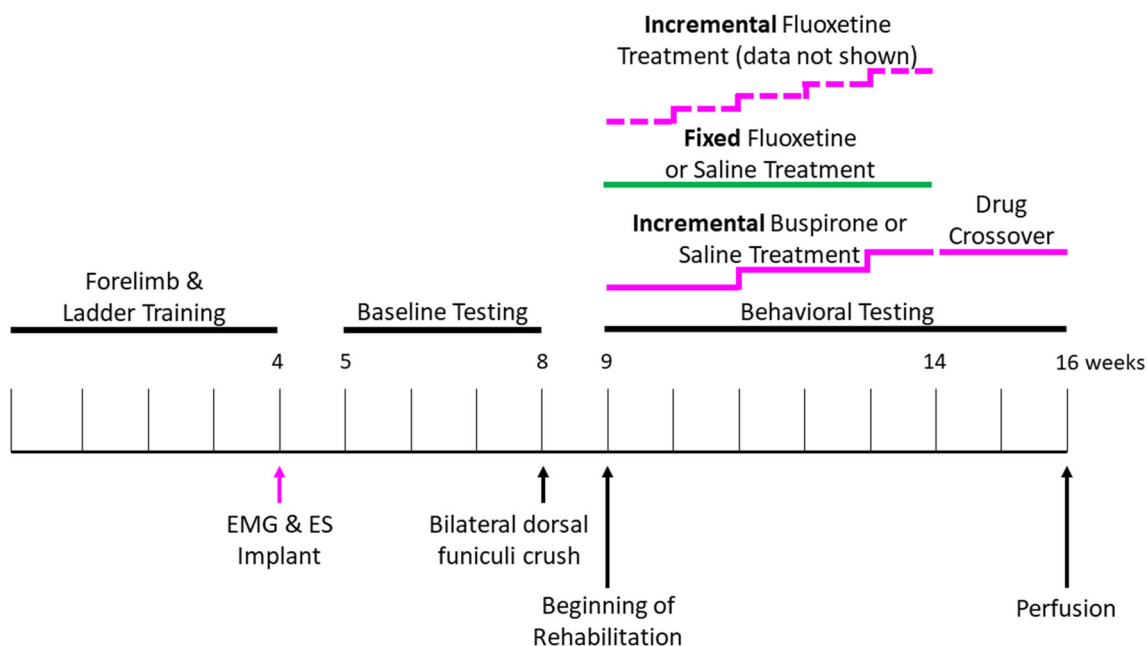 Incremental Fluoxetine
Treatment (data not shown)
Fixed Fluoxetine
or Saline Treatment
Incremental Buspirone or
Saline Treatment
Drug
Crossover
Forelimb &
Ladder Training
Baseline Testing
Behavioral Testing
4
5
8
9
14
16 weeks
EMG & ES
Implant
Bilateral dorsal
funiculi crush
Beginning of
Rehabilitation
Perfusion